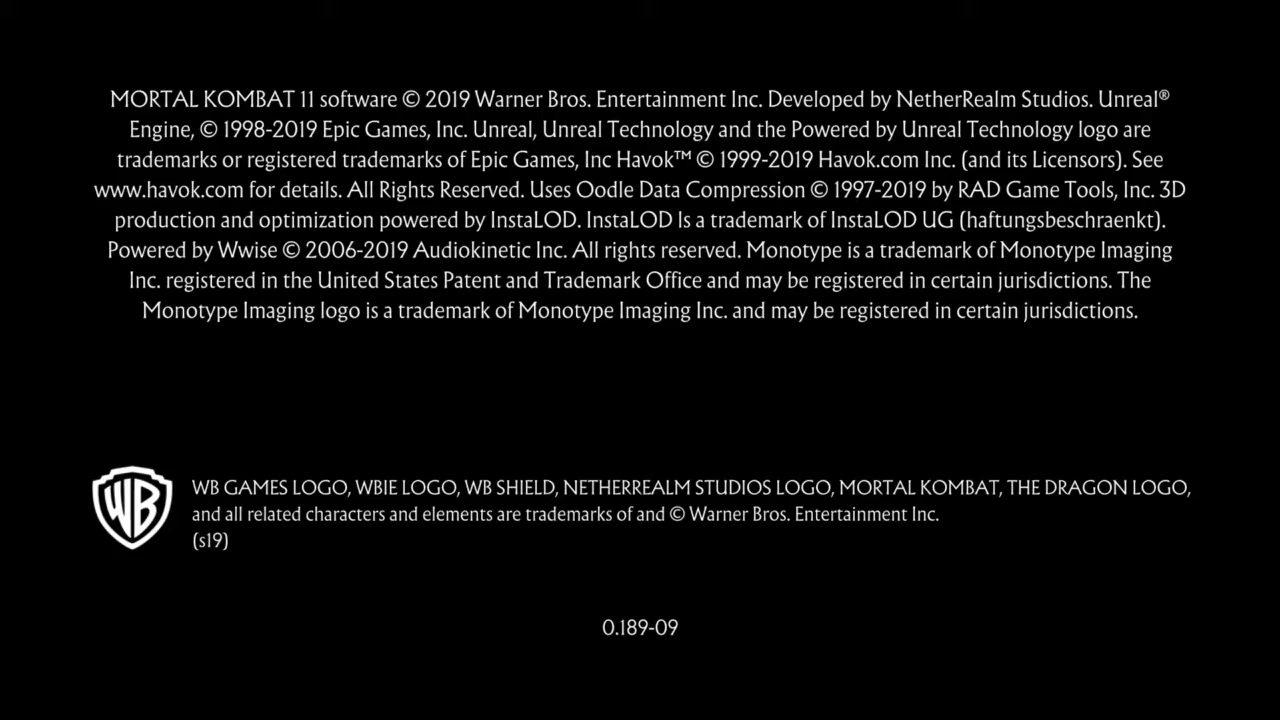 MORTAL KOMBAT 11 software © 2019 Warner Bros. Entertainment Inc. Developed by NetherRealm Studios. Unreal®
Engine, © 1998-2019 Epic Games, Inc. Unreal, Unreal Technology and the Powered by Unreal Technology logo are
trademarks or registered trademarks of Epic Games, Inc Havok™ © 1999-2019 Havok.com Inc. (and its Licensors). See
www.havok.com for details. All Rights Reserved. Uses Oodle Data Compression © 1997-2019 by RAD Game Tools, Inc. 3D
production and optimization powered by InstaLOD. InstaLOD Is a trademark of InstaLOD UG (haftungsbeschraenkt).
Powered by Wwise © 2006-2019 Audiokinetic Inc. All rights reserved. Monotype is a trademark of Monotype Imaging
Inc. registered in the United States Patent and Trademark Office and may be registered in certain jurisdictions. The
Monotype Imaging logo is a trademark of Monotype Imaging Inc. and may be registered in certain jurisdictions.
WB
WB GAMES LOGO, WBIE LOGO, WB SHIELD, NETHERREALM STUDIOS LOGO, MORTAL KOMBAT, THE DRAGON LOGO,
and all related characters and elements are trademarks of and © Warner Bros. Entertainment Inc.
(s19)
0.189-09